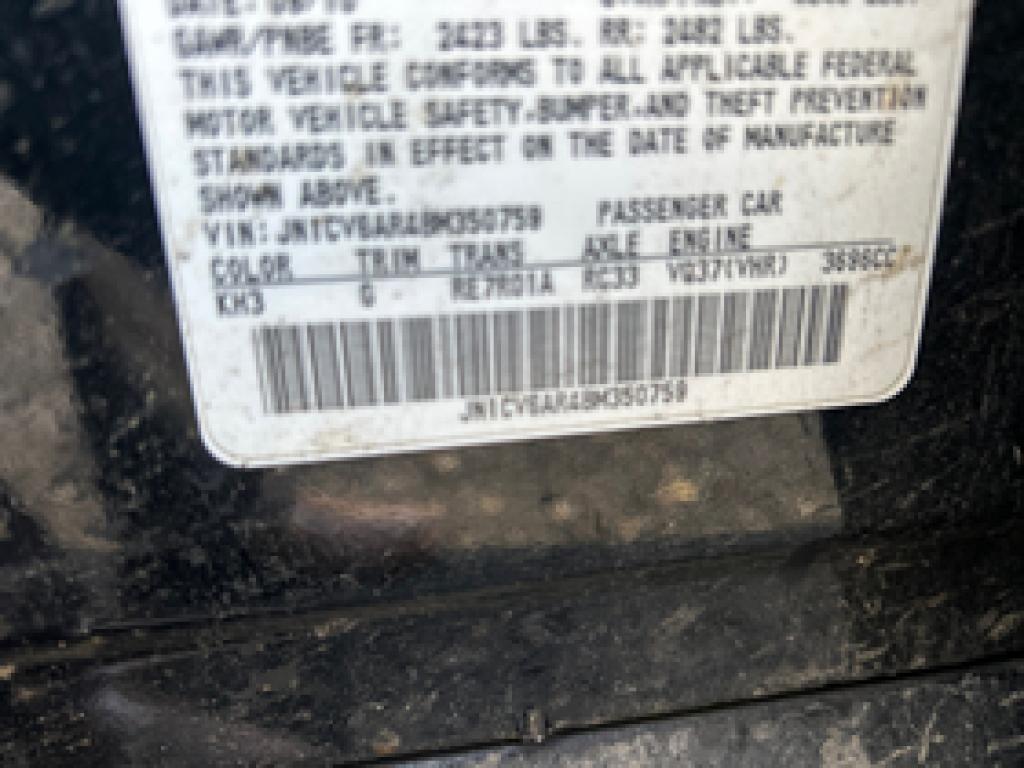 GAWR/PNBE FR: 2423 LBS. RR: 2482 LBS.
THIS VEHICLE CONFORMS TO ALL APPLICABLE FEDERAL
MOTOR VEHICLE SAFETY.BUMPER.AND THEFT PREVENTION
STANDARDS IN EFFECT ON THE DATE OF MANUFACTURE
SHOWN ABOVE.
VIN: JN1CV6AR4BM350759 PASSENGER CAR
COLOR TRIM TRANS AXLE ENGINE
KH3 G RE7R01A RC33 VQ37(VHR) 3696CC
JN1CV6AR4BM350759